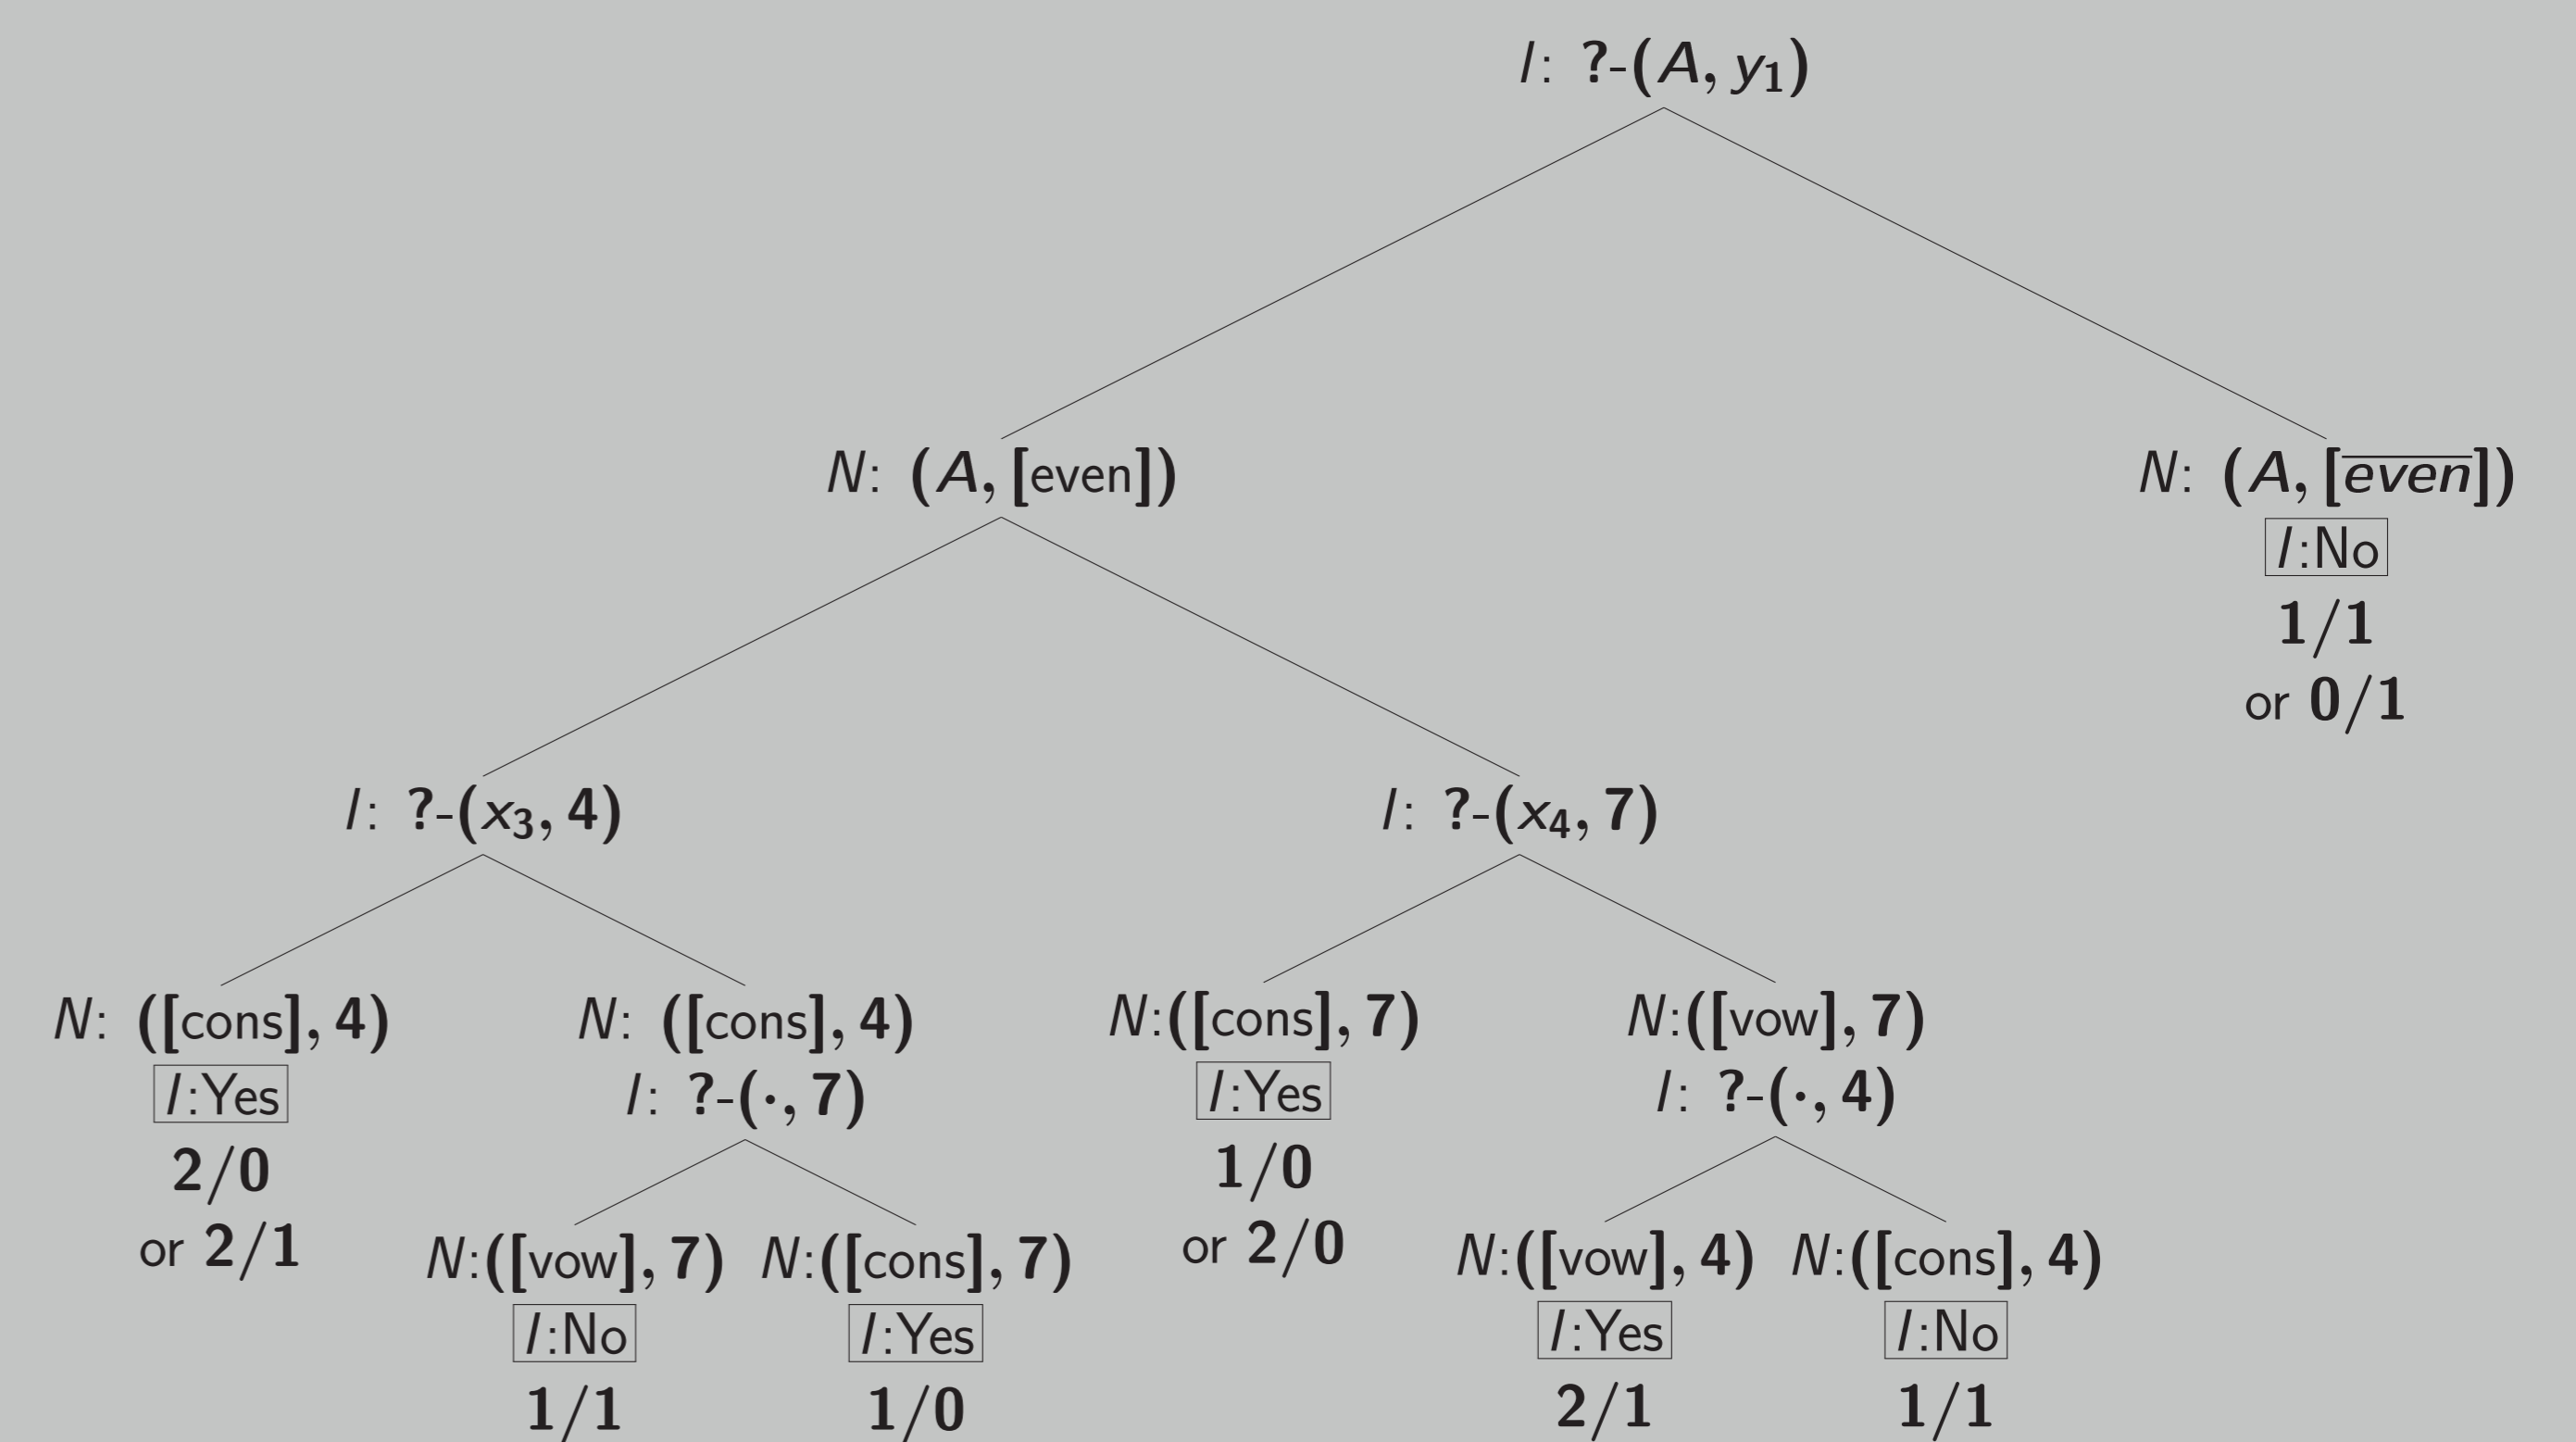 I: ?-(A, y₁)
N: (A, [even])
N: (A, [e̅v̅e̅n̅])
I:No
1/1
or 0/1
I: ?-(x₃, 4)
I: ?-(x₄, 7)
N: ([cons], 4)
I:Yes
2/0
or 2/1
N: ([cons], 4)
I: ?-(·, 7)
N:([cons], 7)
I:Yes
1/0
or 2/0
N:([vow], 7)
I: ?-(·, 4)
N:([vow], 7)
I:No
1/1
N:([cons], 7)
I:Yes
1/0
N:([vow], 4)
I:Yes
2/1
N:([cons], 4)
I:No
1/1